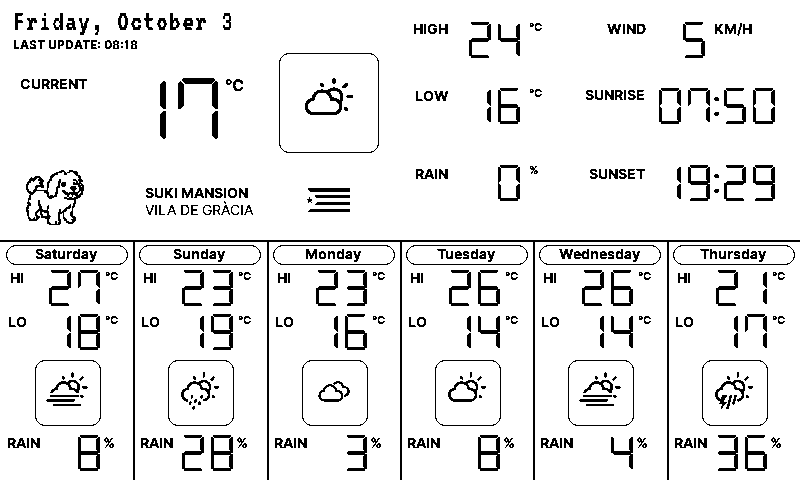 Friday, October 3
LAST UPDATE: 08:18
CURRENT 17 °C
HIGH 24 °C
WIND 5 KM/H
LOW 16 °C
SUNRISE 07:50
RAIN 0 %
SUNSET 19:29
SUKI MANSION
VILA DE GRÀCIA
Saturday
HI 27 °C
LO 18 °C
RAIN 8 %
Sunday
HI 23 °C
LO 19 °C
RAIN 28 %
Monday
HI 23 °C
LO 16 °C
RAIN 3 %
Tuesday
HI 26 °C
LO 14 °C
RAIN 8 %
Wednesday
HI 26 °C
LO 14 °C
RAIN 4 %
Thursday
HI 21 °C
LO 17 °C
RAIN 36 %